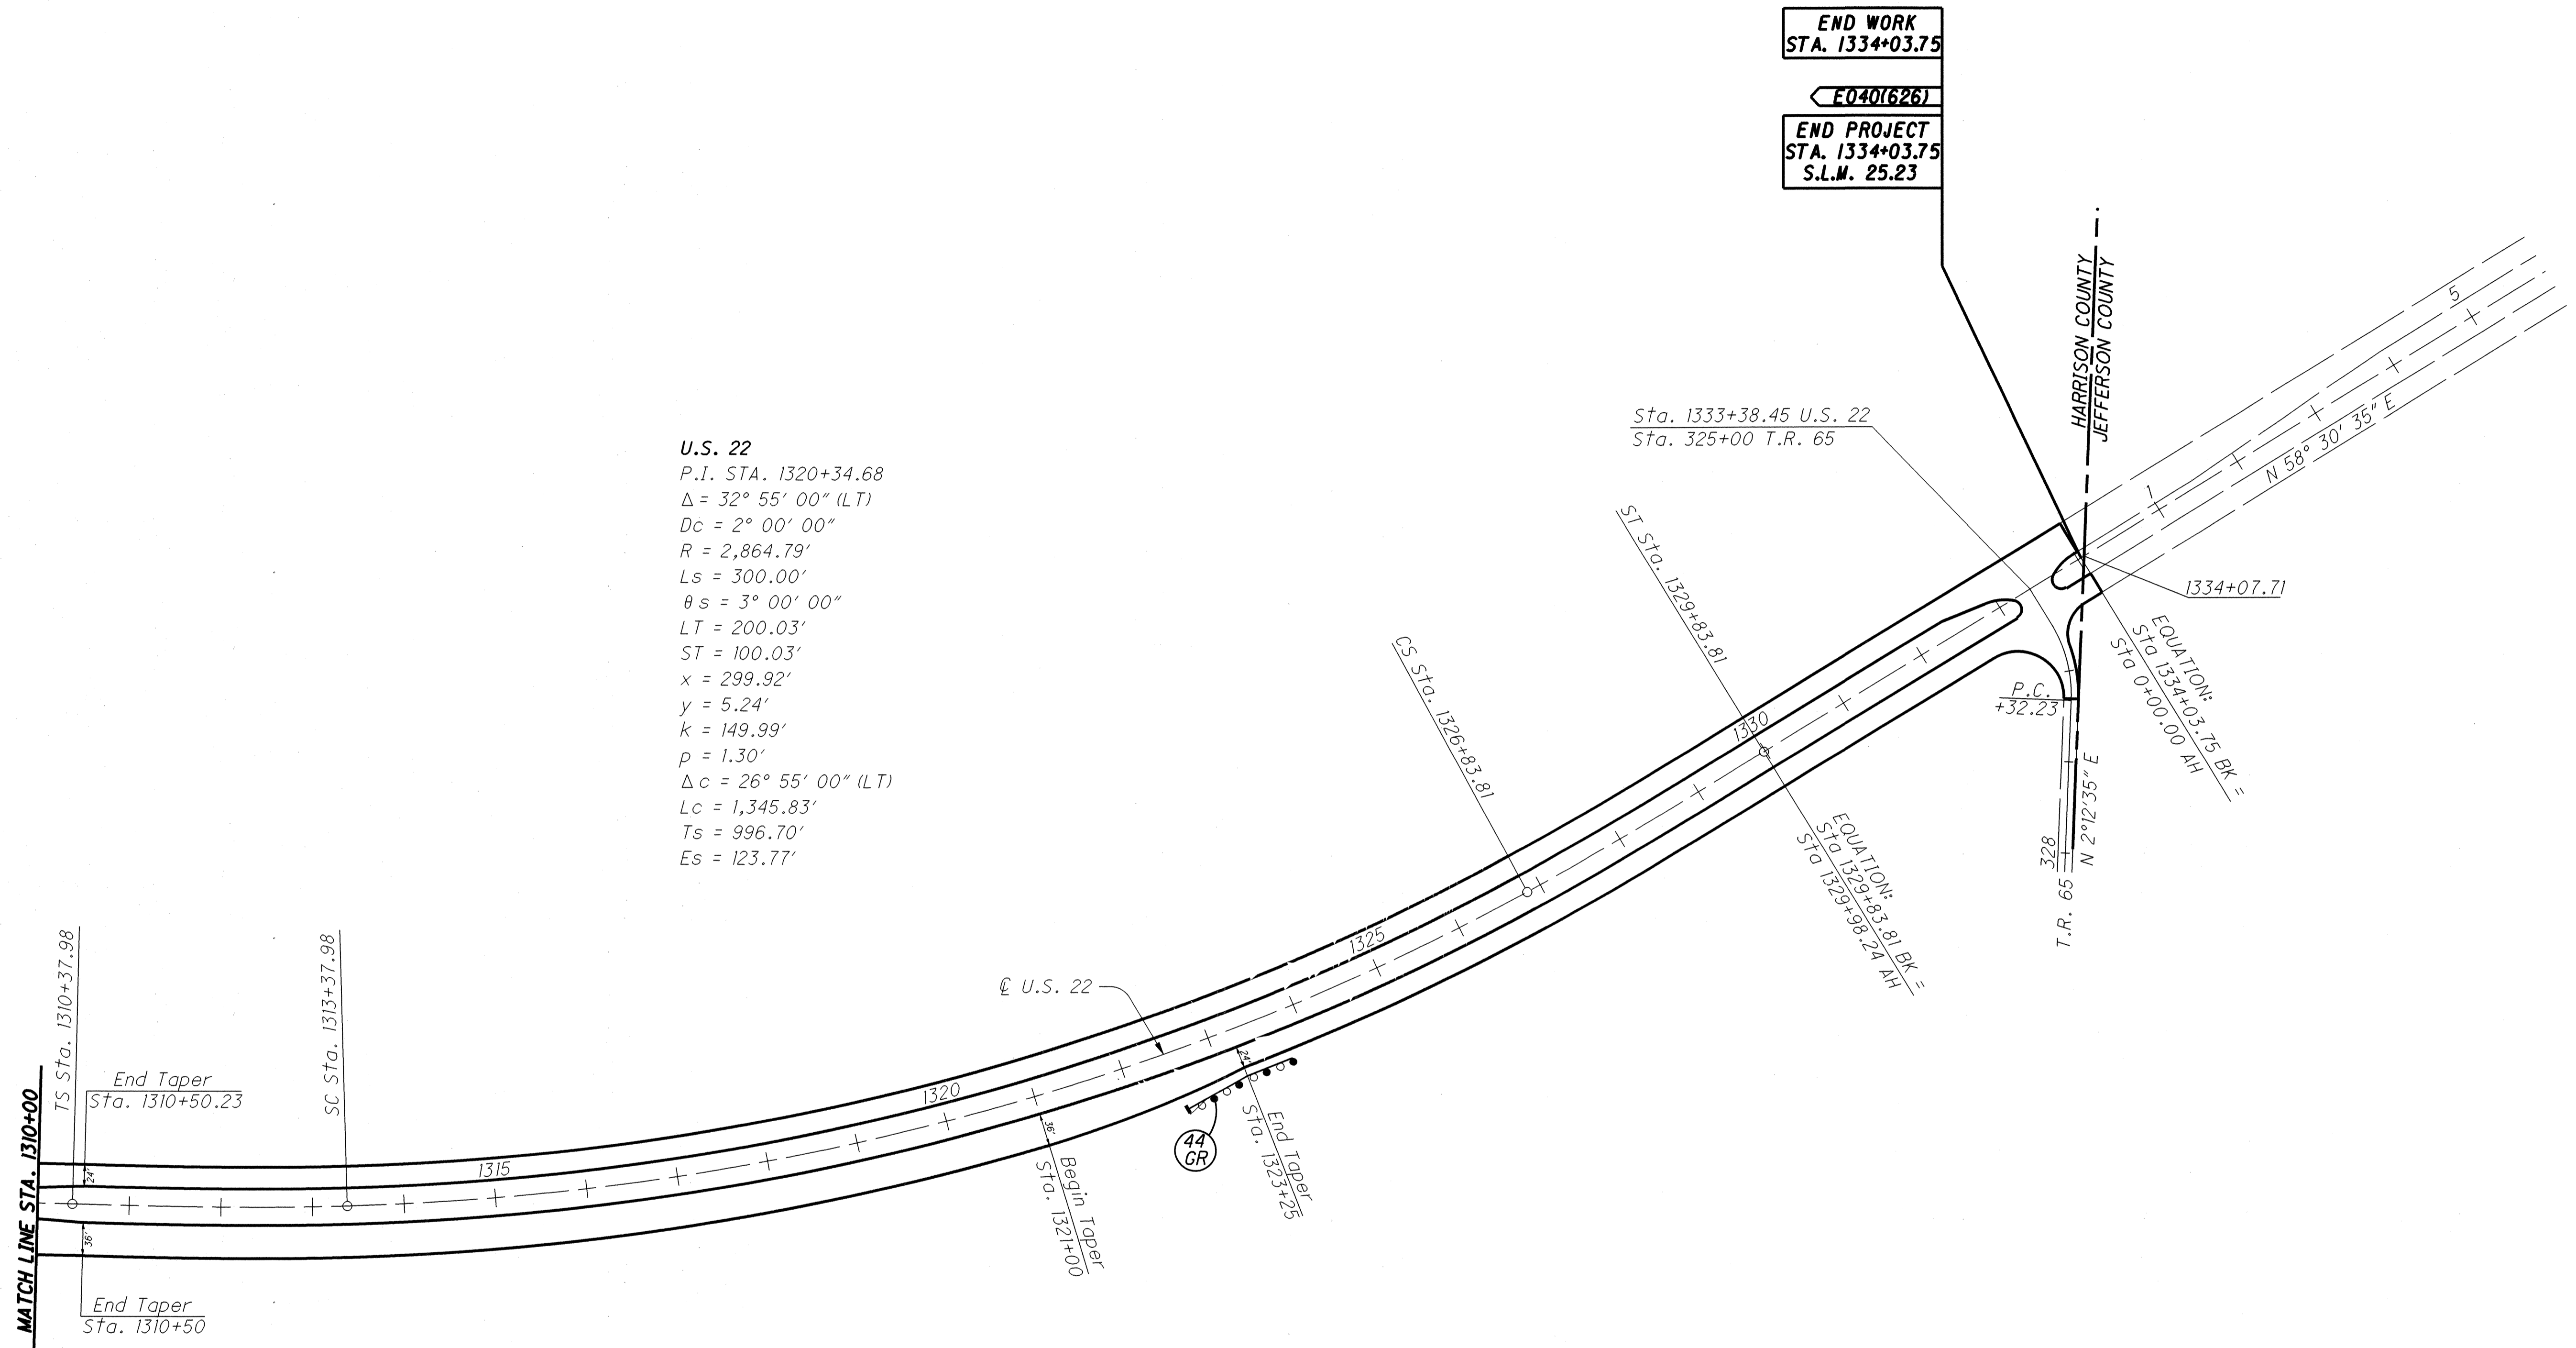 END WORK
STA. 1334+03.75
E040(626)
END PROJECT
STA. 1334+03.75
S.L.M. 25.23
HARRISON COUNTY
JEFFERSON COUNTY
5
N 58° 30' 35" E
1
Sta. 1333+38.45 U.S. 22
Sta. 325+00 T.R. 65
U.S. 22
P.I. STA. 1320+34.68
Δ = 32° 55' 00" (LT)
Dc = 2° 00' 00"
R = 2,864.79'
Ls = 300.00'
θs = 3° 00' 00"
LT = 200.03'
ST = 100.03'
x = 299.92'
y = 5.24'
k = 149.99'
p = 1.30'
Δc = 26° 55' 00" (LT)
Lc = 1,345.83'
Ts = 996.70'
Es = 123.77'
ST Sta. 1329+83.81
CS Sta. 1326+83.81
1334+07.71
EQUATION:
Sta 1334+03.75 BK =
Sta 0+00.00 AH
P.C.
+32.23
1330
EQUATION:
Sta 1329+83.81 BK =
Sta 1329+98.24 AH
328
N 2°12'35" E
T.R. 65
1325
℄ U.S. 22
1320
1315
TS Sta. 1310+37.98
SC Sta. 1313+37.98
End Taper
Sta. 1310+50.23
24'
36'
MATCH LINE STA. 1310+00
End Taper
Sta. 1310+50
36'
Begin Taper
Sta. 1321+00
24'
End Taper
Sta. 1323+25
44
GR